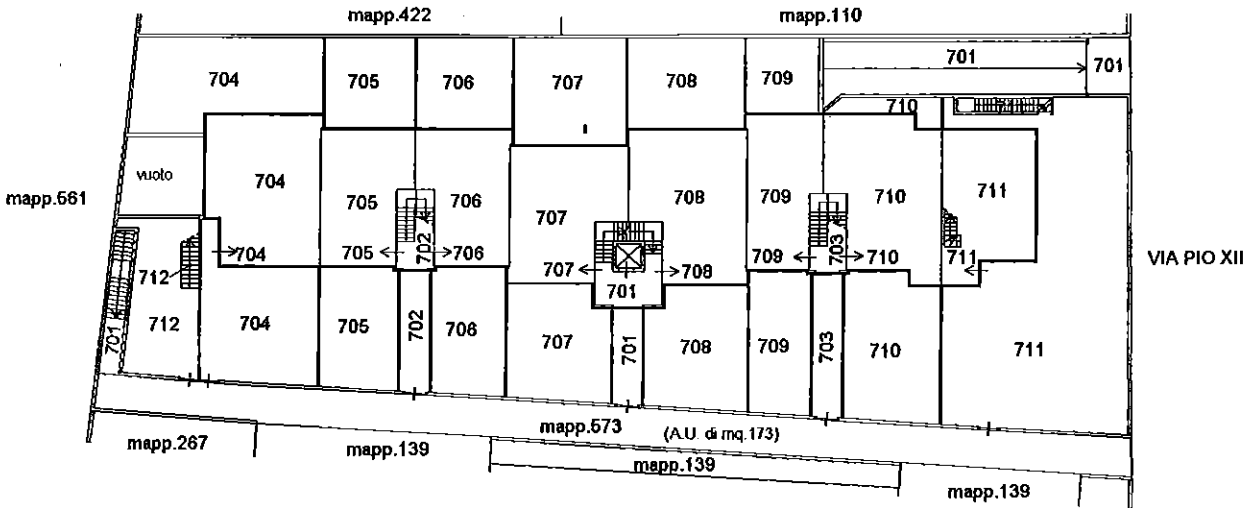 mapp.422 mapp.110
704 705 706 707 708 709 701 701
710
vuoto 704 705 706 707 708 709 710 711
mapp.661
VIA PIO XII
704 705 702 706 707 701 708 709 703 710 711
712
712 704 705 702 706 707 701 708 709 703 710 711
701
mapp.573 (A.U. di mq.173)
mapp.267 mapp.139 mapp.139 mapp.139